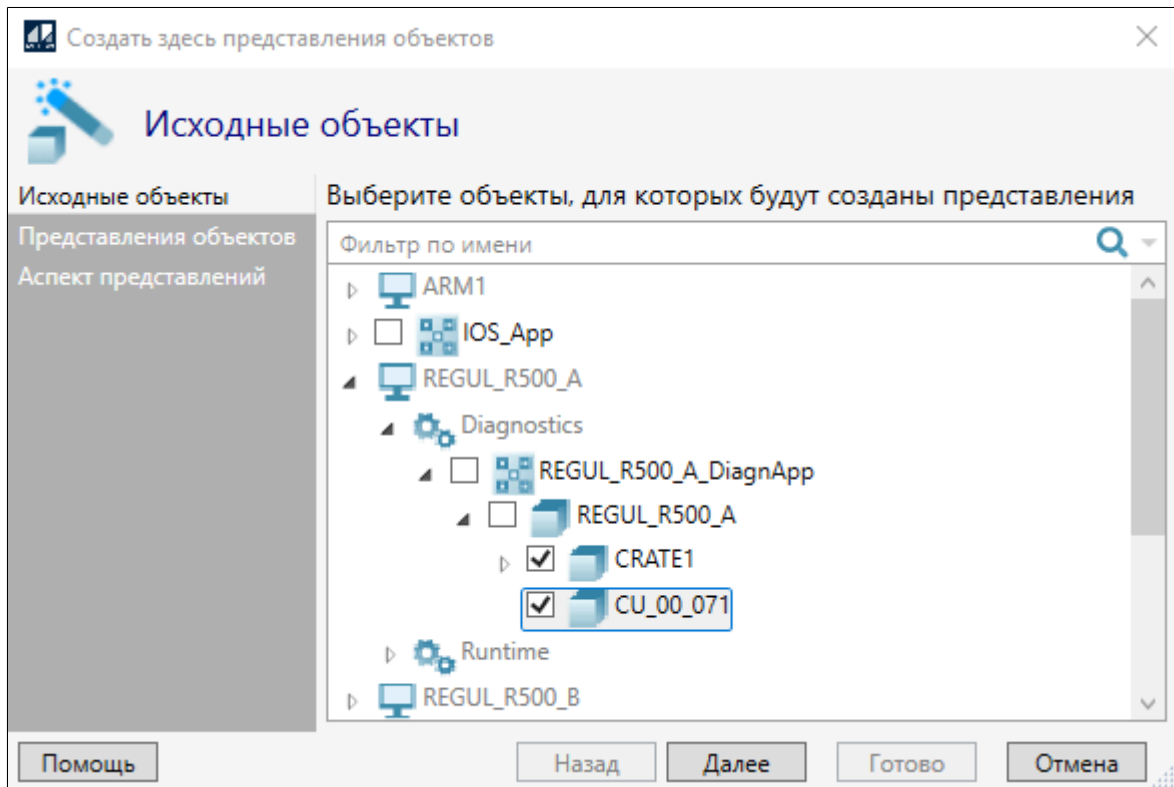 Создать здесь представления объектов
Исходные объекты
Исходные объекты
Представления объектов
Аспект представлений
Выберите объекты, для которых будут созданы представления
Фильтр по имени
ARM1
IOS_App
REGUL_R500_A
Diagnostics
REGUL_R500_A_DiagnApp
REGUL_R500_A
CRATE1
CU_00_071
Runtime
REGUL_R500_B
Помощь
Назад
Далее
Готово
Отмена